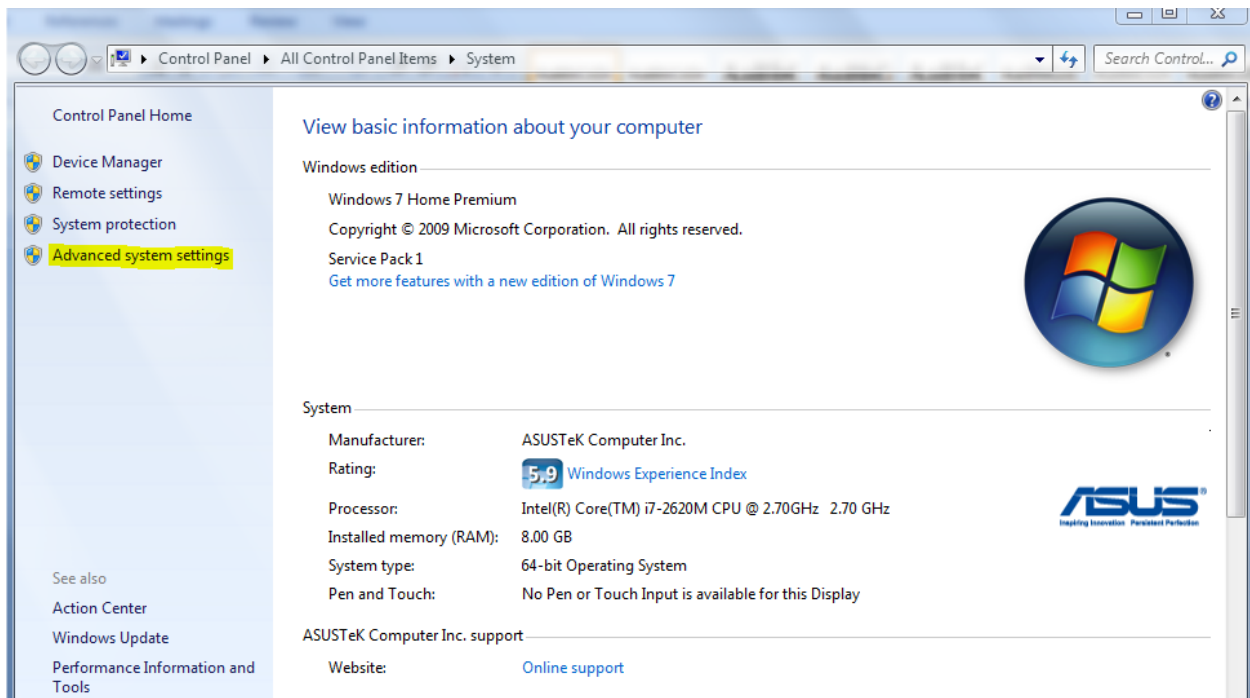 Control Panel ▸ All Control Panel Items ▸ System
Search Control...
Control Panel Home
Device Manager
Remote settings
System protection
Advanced system settings
See also
Action Center
Windows Update
Performance Information and
Tools
View basic information about your computer
Windows edition
Windows 7 Home Premium
Copyright © 2009 Microsoft Corporation. All rights reserved.
Service Pack 1
Get more features with a new edition of Windows 7
System
Manufacturer: ASUSTeK Computer Inc.
Rating: 5.9 Windows Experience Index
Processor: Intel(R) Core(TM) i7-2620M CPU @ 2.70GHz 2.70 GHz
Installed memory (RAM): 8.00 GB
System type: 64-bit Operating System
Pen and Touch: No Pen or Touch Input is available for this Display
ASUS
Inspiring Innovation Persistent Perfection
ASUSTeK Computer Inc. support
Website: Online support